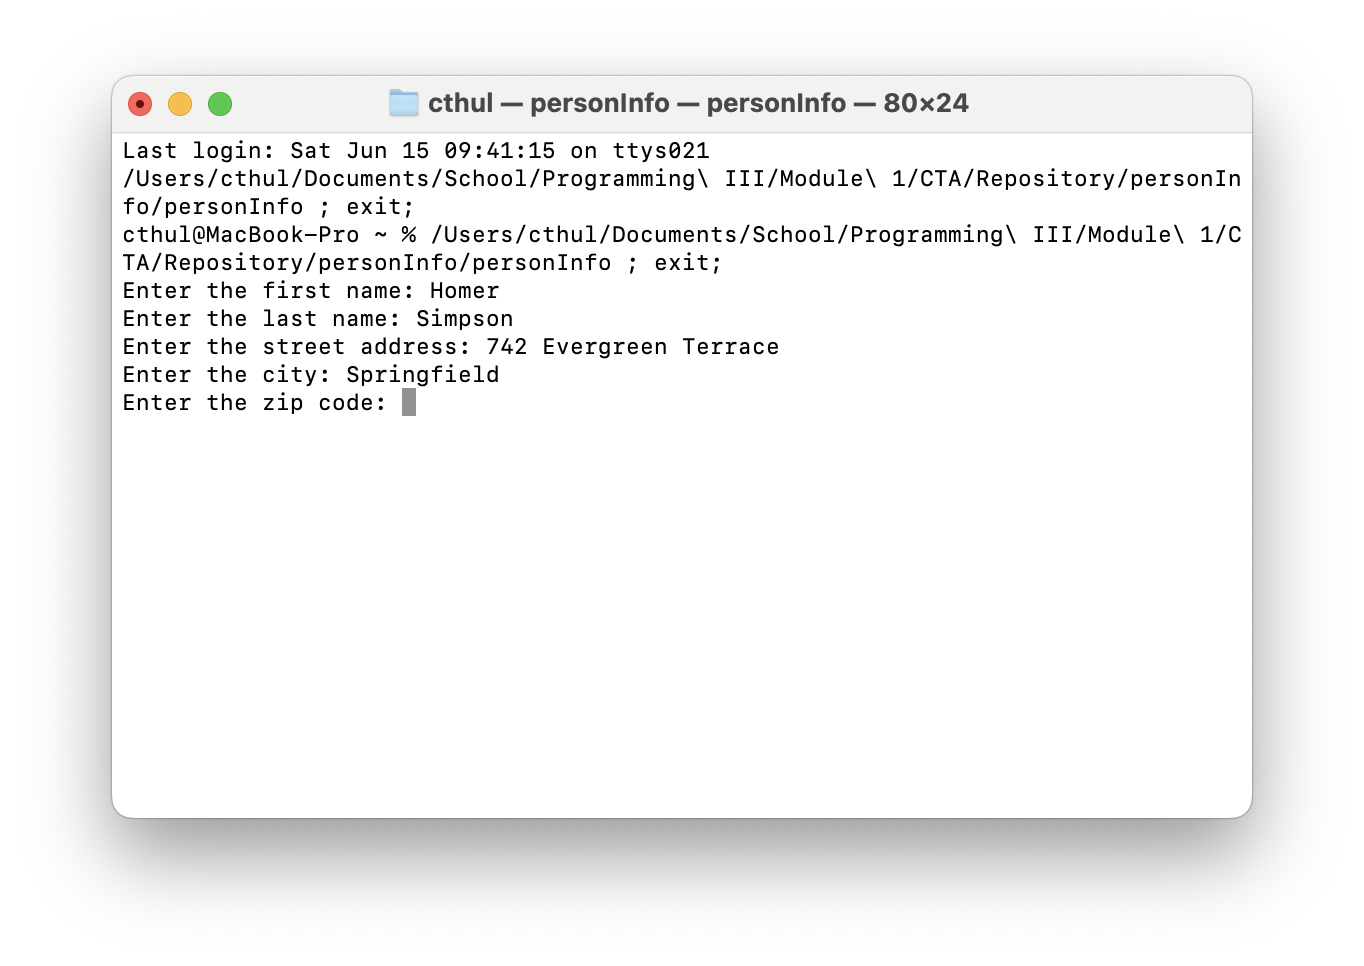 cthul — personInfo — personInfo — 80×24
Last login: Sat Jun 15 09:41:15 on ttys021
/Users/cthul/Documents/School/Programming\ III/Module\ 1/CTA/Repository/personIn
fo/personInfo ; exit;
cthul@MacBook-Pro ~ % /Users/cthul/Documents/School/Programming\ III/Module\ 1/C
TA/Repository/personInfo/personInfo ; exit;
Enter the first name: Homer
Enter the last name: Simpson
Enter the street address: 742 Evergreen Terrace
Enter the city: Springfield
Enter the zip code: